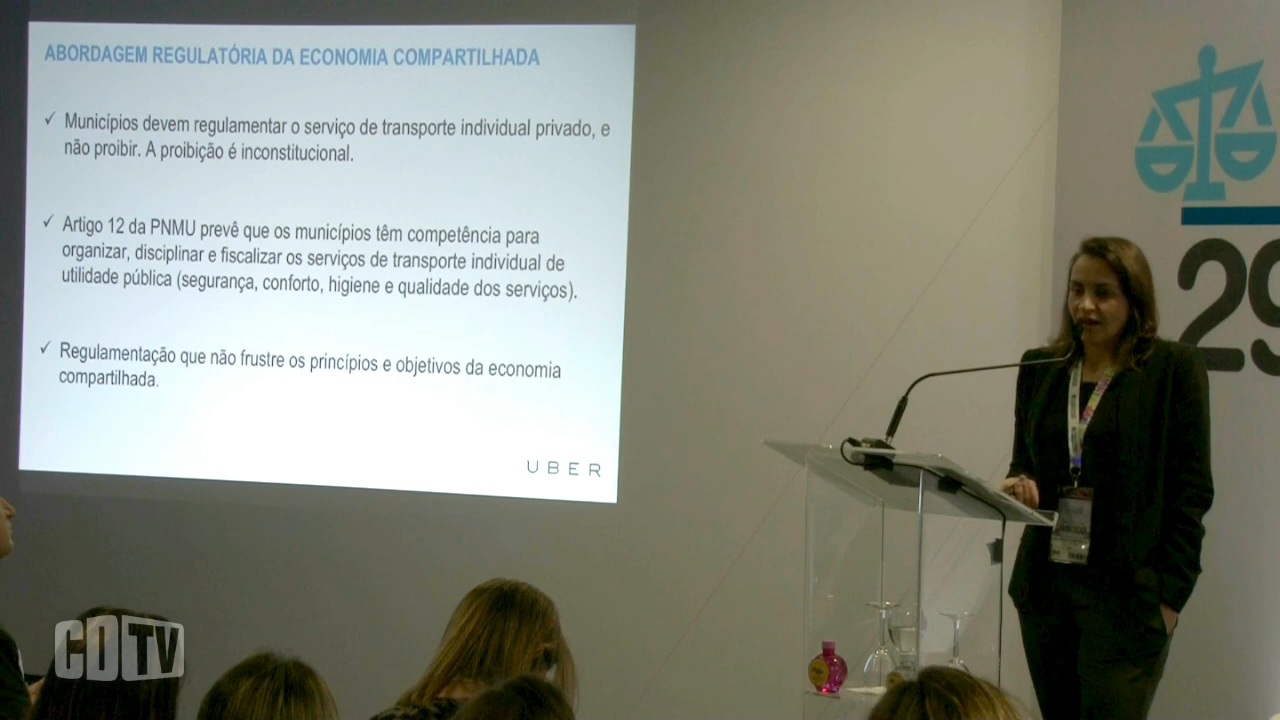 ABORDAGEM REGULATÓRIA DA ECONOMIA COMPARTILHADA
✓ Municípios devem regulamentar o serviço de transporte individual privado, e
não proibir. A proibição é inconstitucional.
✓ Artigo 12 da PNMU prevê que os municípios têm competência para
organizar, disciplinar e fiscalizar os serviços de transporte individual de
utilidade pública (segurança, conforto, higiene e qualidade dos serviços).
✓ Regulamentação que não frustre os princípios e objetivos da economia
compartilhada.
UBER
29
CDTV